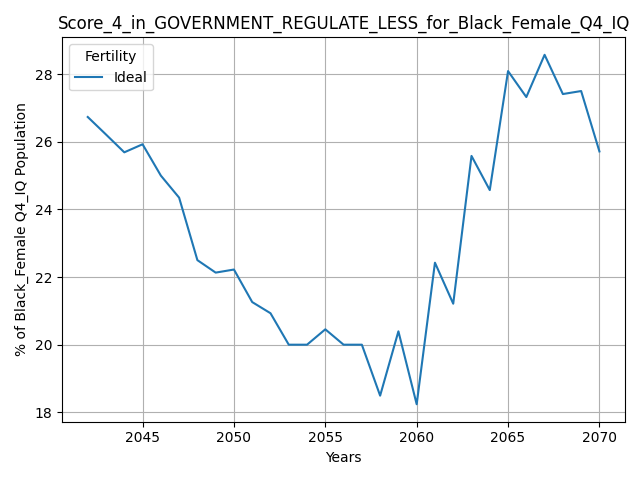 Score_4_in_GOVERNMENT_REGULATE_LESS_for_Black_Female_Q4_IQ
Fertility
Ideal
% of Black_Female Q4_IQ Population
28
26
24
22
20
18
2045 2050 2055 2060 2065 2070
Years